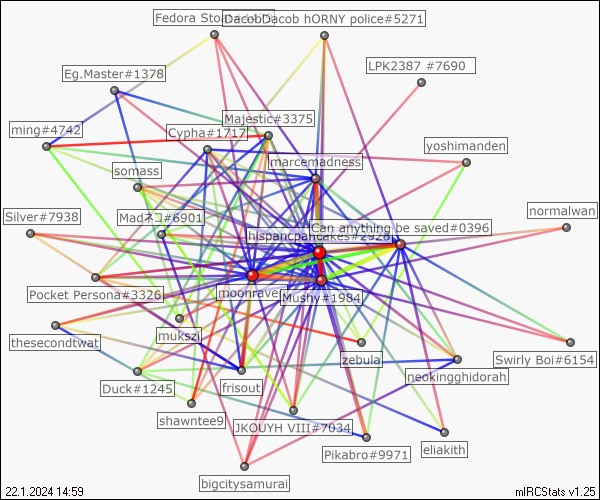 Fedora Sto
DacobDacob hORNY police#5271
LPK2387 #7690
Eg.Master#1378
Majestic#3375
ming#4742
Cypha#1717
yoshimanden
marcemadness
somass
Silver#7938
Madネコ#6901
normalwan
Can anything be saved#0396
hispancpancakes#2928
Pocket Persona#3326
moonraver
Mushy#1984
mukszi
thesecondtwat
zebula
Swirly Boi#6154
neokingghidorah
Duck#1245
frisout
shawntee9
JKOUYH VIII#7034
eliakith
Pikabro#9971
bigcitysamurai
22.1.2024 14:59
mIRCStats v1.25